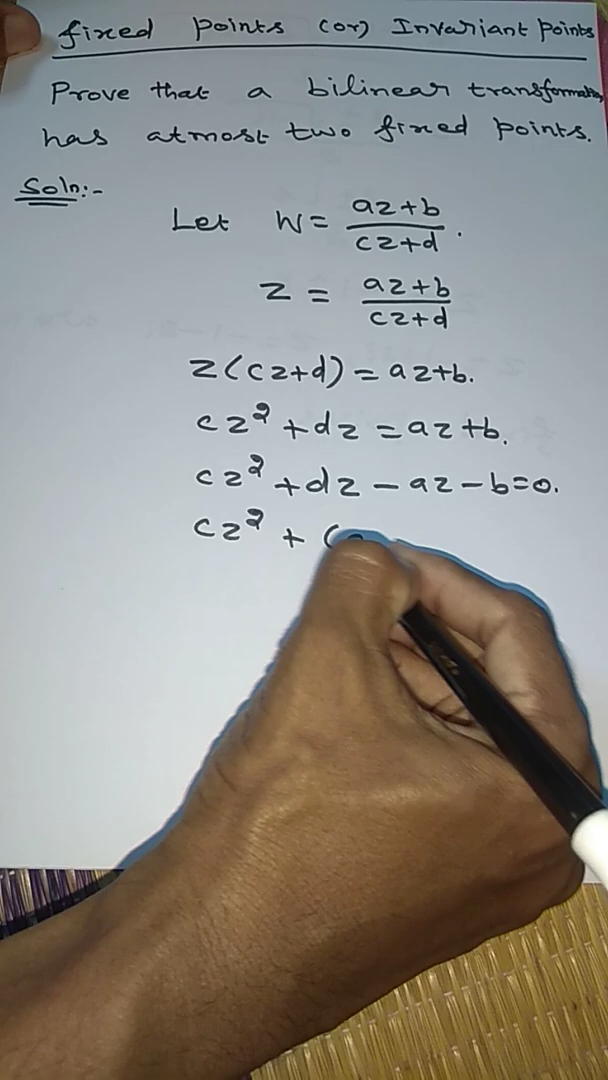 fixed points (or) Invariant points
Prove that a bilinear transformation
has atmost two fixed points.
Soln:-
Let W = az+b / cz+d .
z = az+b / cz+d
z(cz+d) = az+b.
cz² + dz = az+b.
cz² + dz - az - b = 0.
cz² + (